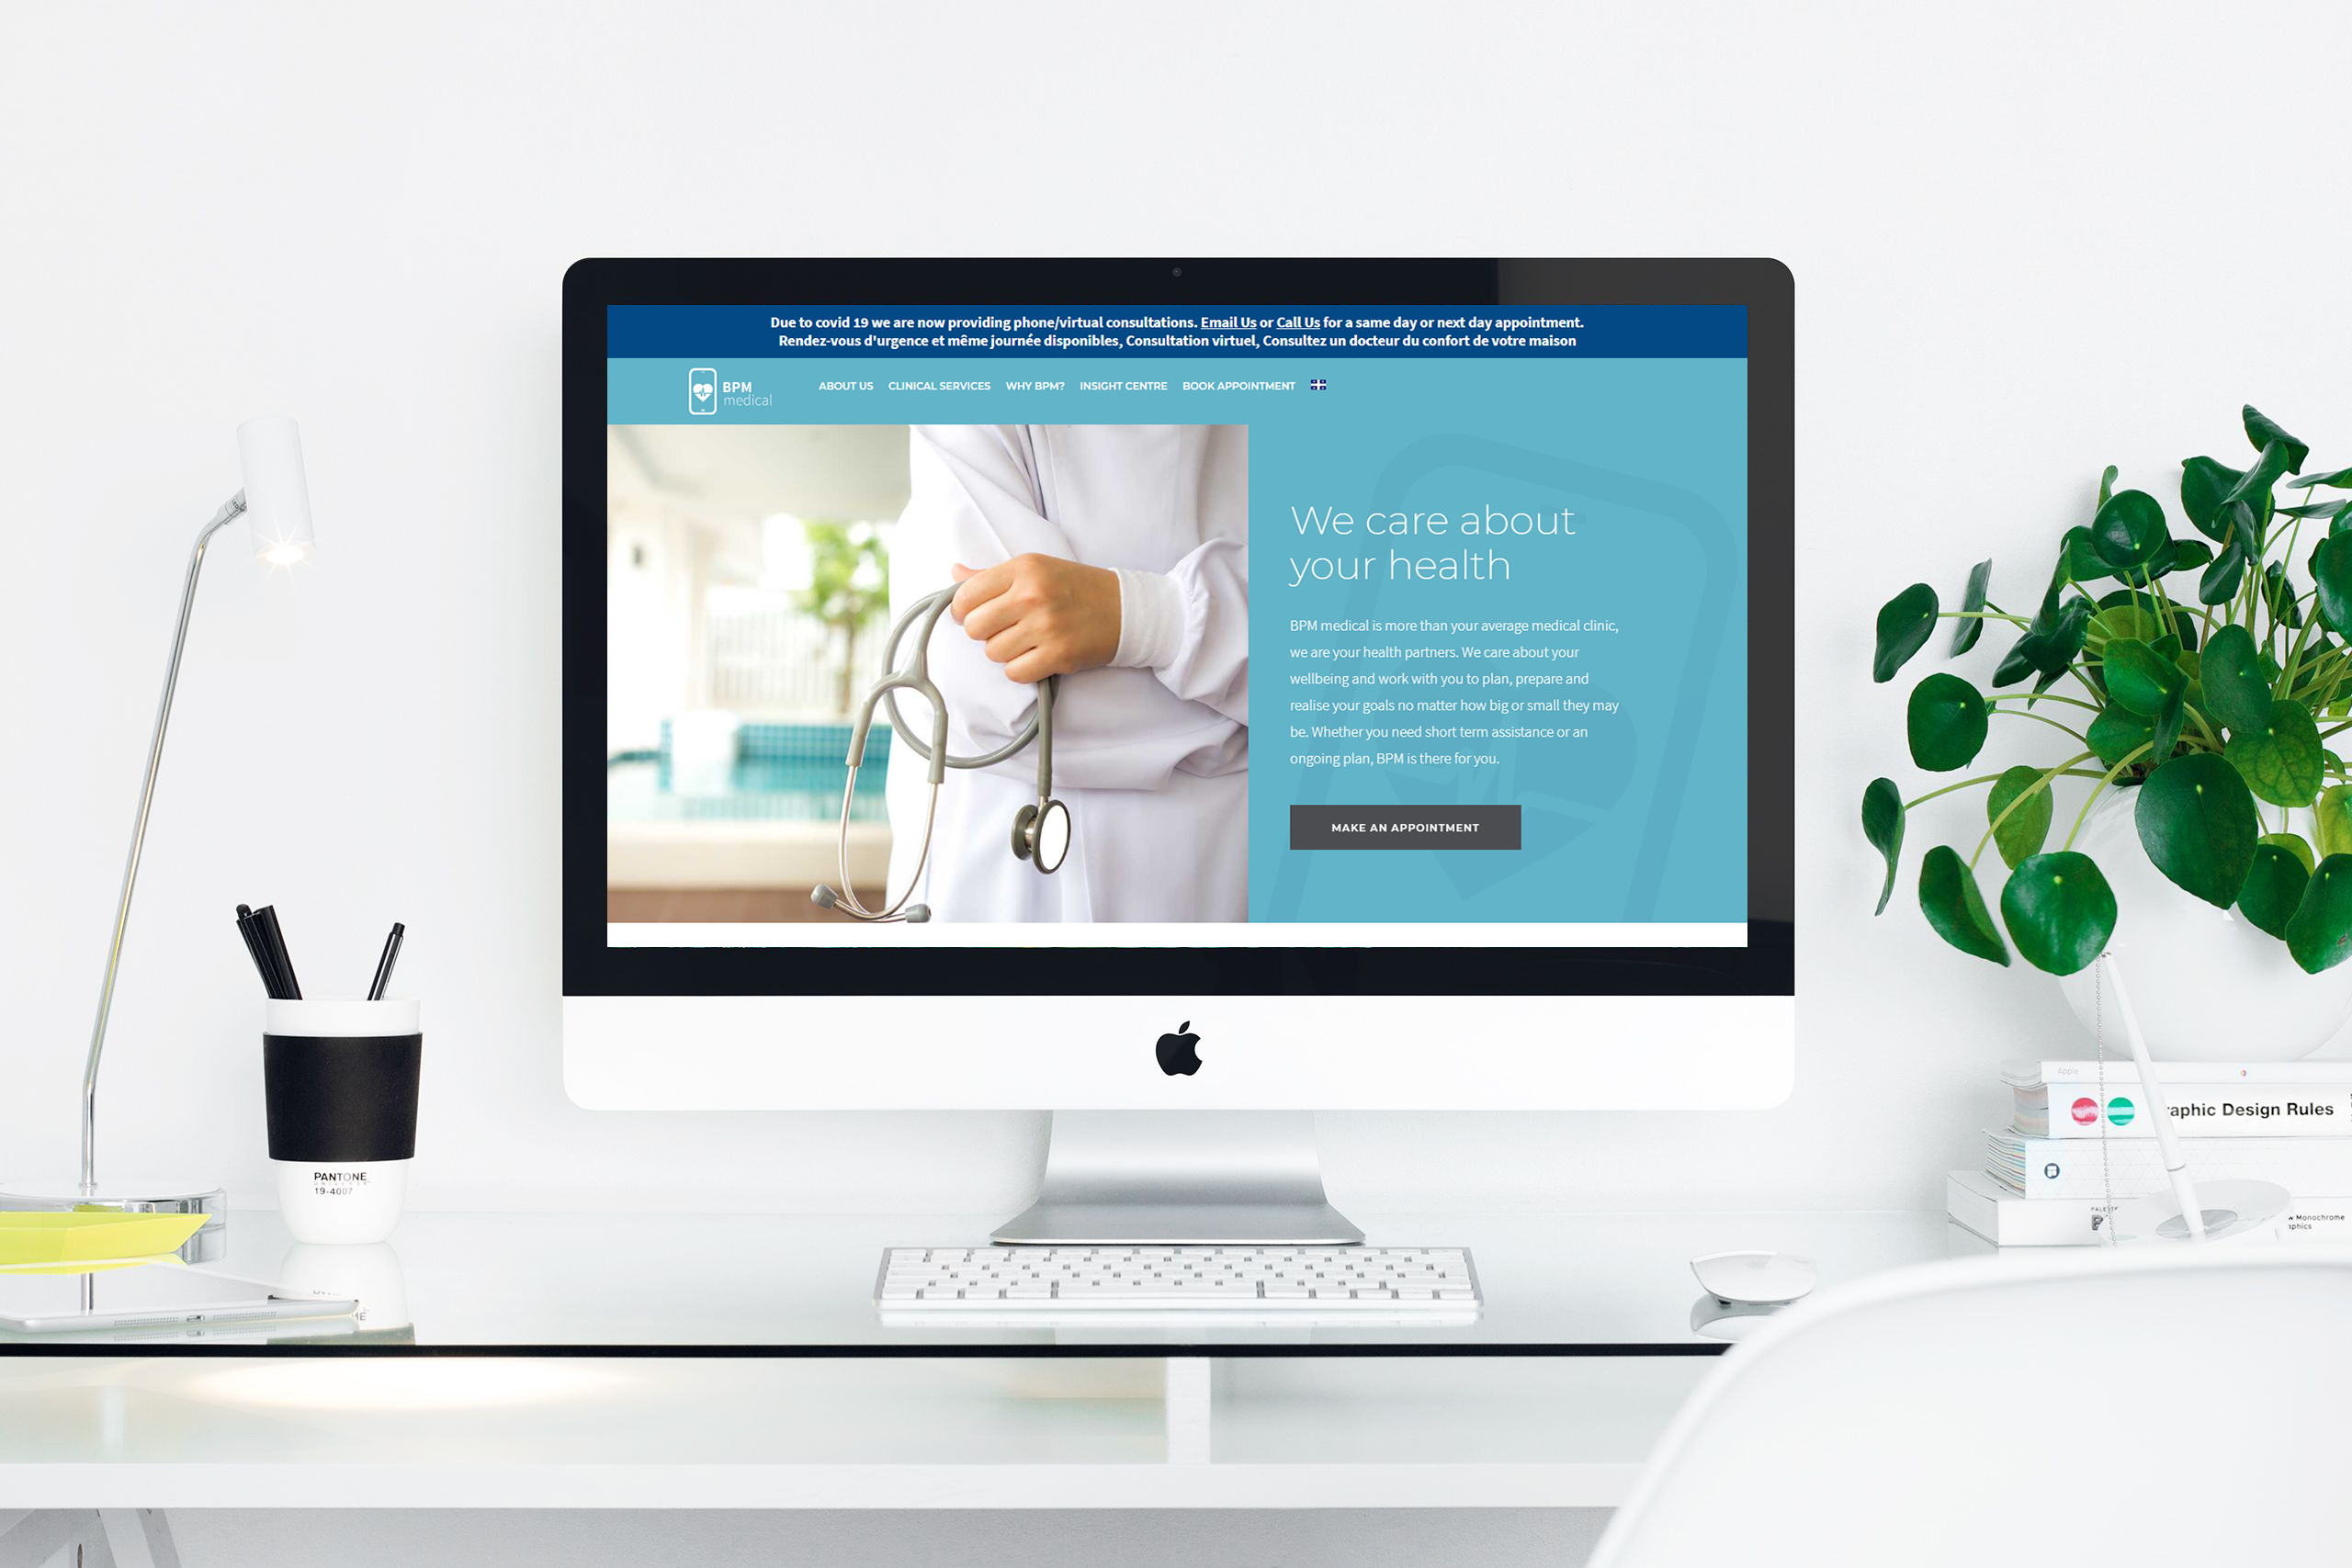 Due to covid 19 we are now providing phone/virtual consultations. Email Us or Call Us for a same day or next day appointment.
Rendez-vous d'urgence et même journée disponibles, Consultation virtuel, Consultez un docteur du confort de votre maison
BPM
medical
ABOUT US CLINICAL SERVICES WHY BPM? INSIGHT CENTRE BOOK APPOINTMENT
We care about
your health
BPM medical is more than your average medical clinic,
we are your health partners. We care about your
wellbeing and work with you to plan, prepare and
realise your goals no matter how big or small they may
be. Whether you need short term assistance or an
ongoing plan, BPM is there for you.
MAKE AN APPOINTMENT
PANTONE
UNIVERSE
19-4007
Apple
raphic Design Rules
Monochrome
aphics